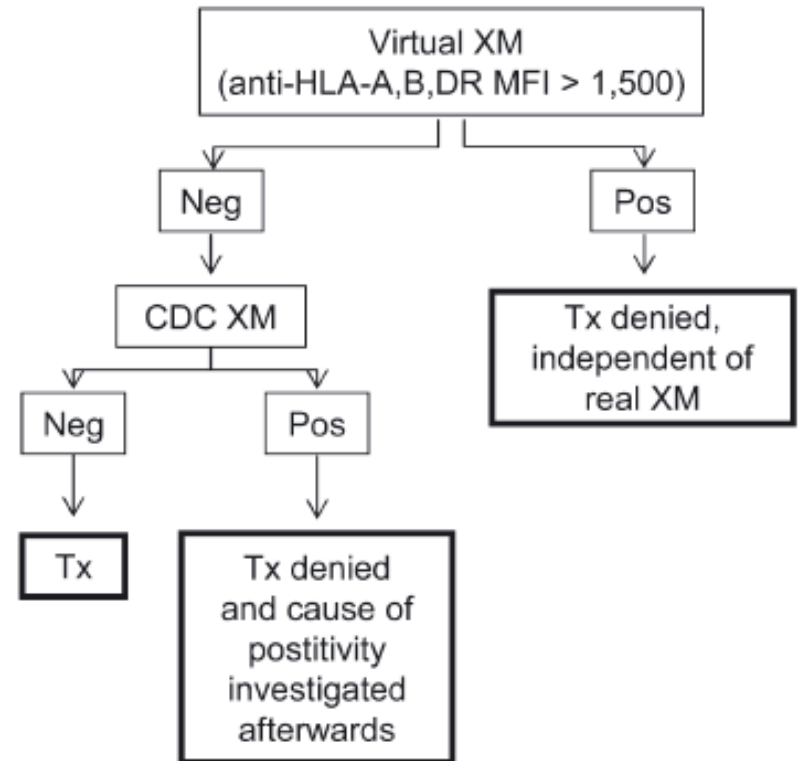 Virtual XM
(anti-HLA-A,B,DR MFI > 1,500)
Neg
Pos
CDC XM
Tx denied,
independent of
real XM
Neg
Pos
Tx
Tx denied
and cause of
postitivity
investigated
afterwards